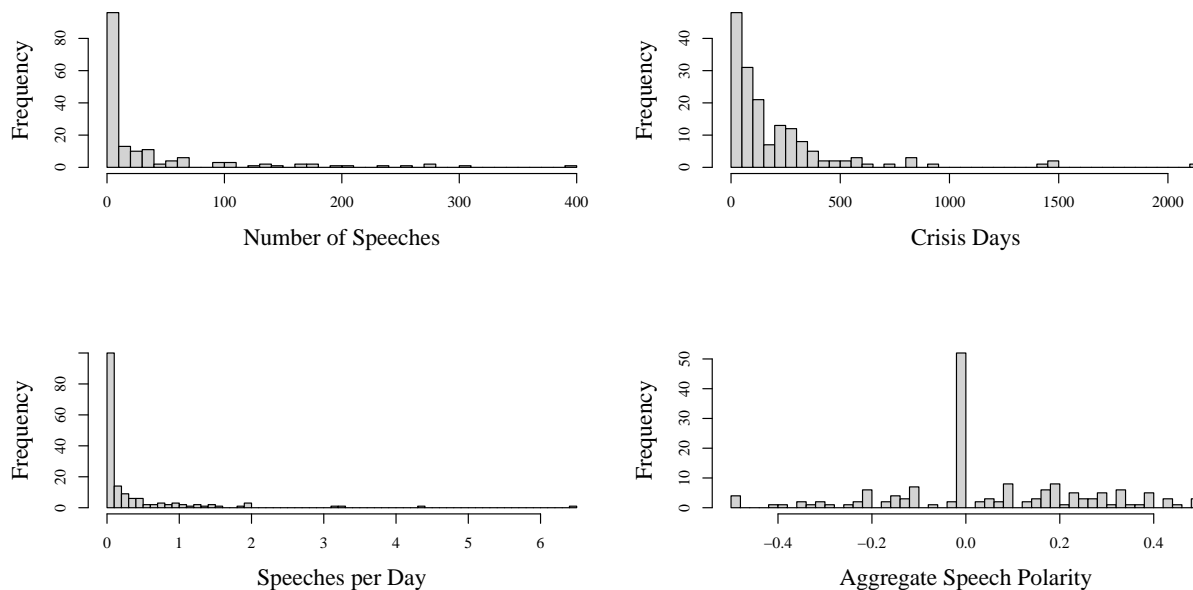 Frequency
0 20 40 60 80
0 100 200 300 400
Number of Speeches
Frequency
0 10 20 30 40
0 500 1000 1500 2000
Crisis Days
Frequency
0 20 40 60 80
0 1 2 3 4 5 6
Speeches per Day
Frequency
0 10 20 30 40 50
−0.4 −0.2 0.0 0.2 0.4
Aggregate Speech Polarity